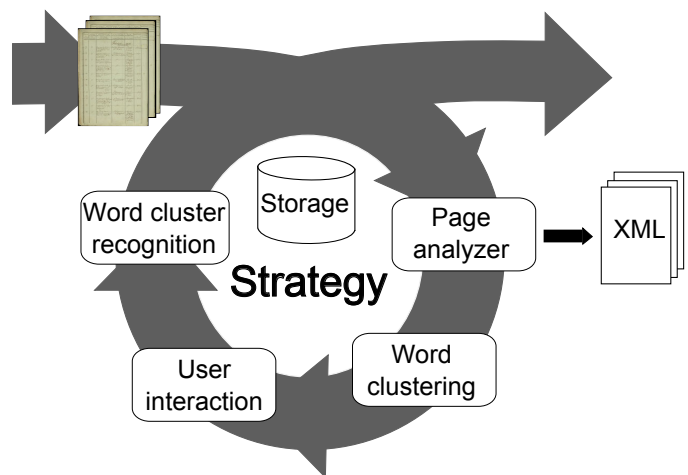 Storage
Strategy
Page
analyzer
XML
Word
clustering
User
interaction
Word cluster
recognition